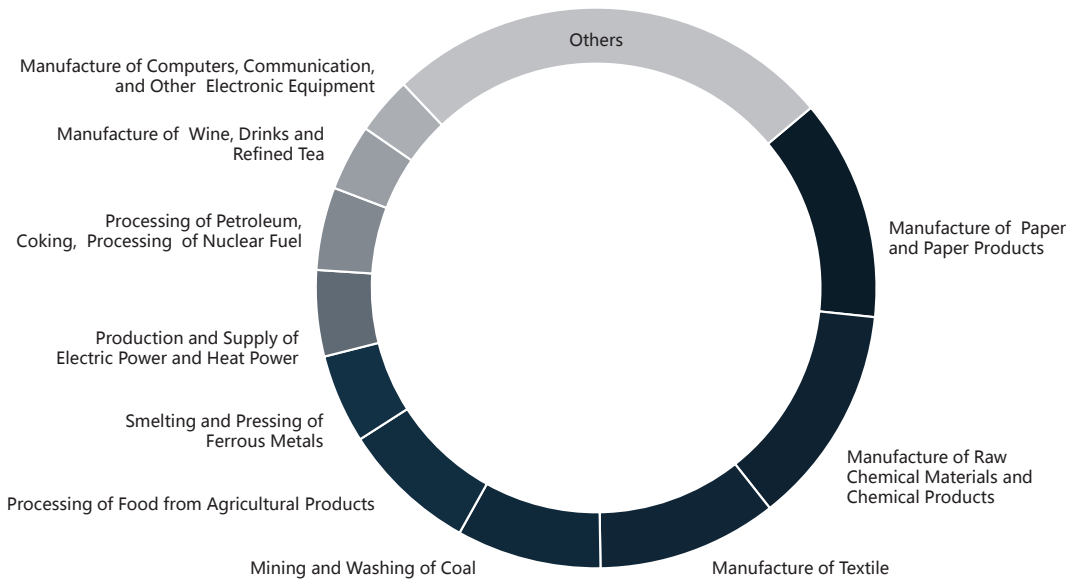 Others
Manufacture of Paper
and Paper Products
Manufacture of Raw
Chemical Materials and
Chemical Products
Manufacture of Textile
Mining and Washing of Coal
Processing of Food from Agricultural Products
Smelting and Pressing of
Ferrous Metals
Production and Supply of
Electric Power and Heat Power
Processing of Petroleum,
Coking, Processing of Nuclear Fuel
Manufacture of Wine, Drinks and
Refined Tea
Manufacture of Computers, Communication,
and Other Electronic Equipment